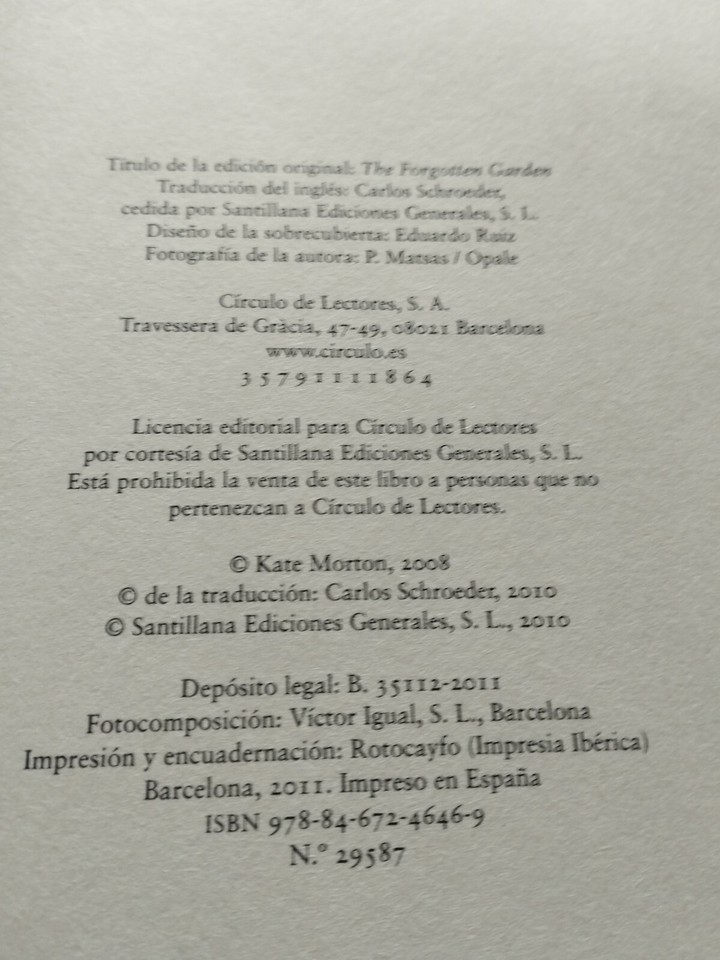 Título de la edición original: The Forgotten Garden
Traducción del inglés: Carlos Schroeder,
cedida por Santillana Ediciones Generales, S. L.
Diseño de la sobrecubierta: Eduardo Ruiz
Fotografía de la autora: P. Matsas / Opale
Círculo de Lectores, S. A.
Travessera de Gràcia, 47-49, 08021 Barcelona
www.circulo.es
3 5 7 9 1 1 1 1 8 6 4
Licencia editorial para Círculo de Lectores
por cortesía de Santillana Ediciones Generales, S. L.
Está prohibida la venta de este libro a personas que no
pertenezcan a Círculo de Lectores.
© Kate Morton, 2008
© de la traducción: Carlos Schroeder, 2010
© Santillana Ediciones Generales, S. L., 2010
Depósito legal: B. 35112-2011
Fotocomposición: Víctor Igual, S. L., Barcelona
Impresión y encuadernación: Rotocayfo (Impresia Ibérica)
Barcelona, 2011. Impreso en España
ISBN 978-84-672-4646-9
N.º 29587